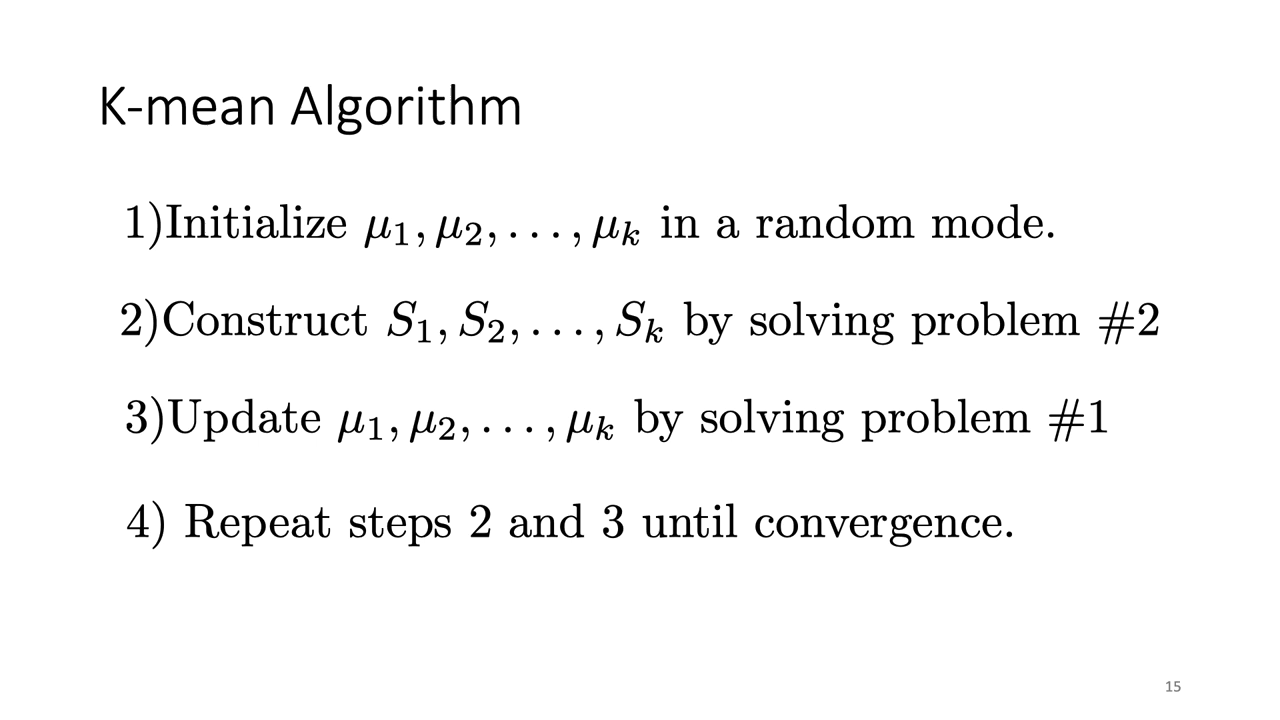 K-mean Algorithm
1)Initialize μ₁, μ₂, . . . , μₖ in a random mode.
2)Construct S₁, S₂, . . . , Sₖ by solving problem #2
3)Update μ₁, μ₂, . . . , μₖ by solving problem #1
4) Repeat steps 2 and 3 until convergence.
15